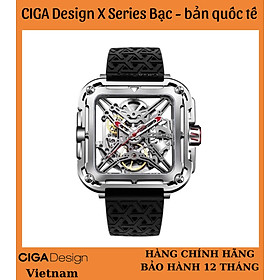 CIGA Design X Series Bạc - bản quốc tế
CIGA Design
Vietnam
HÀNG CHÍNH HÃNG
BẢO HÀNH 12 THÁNG